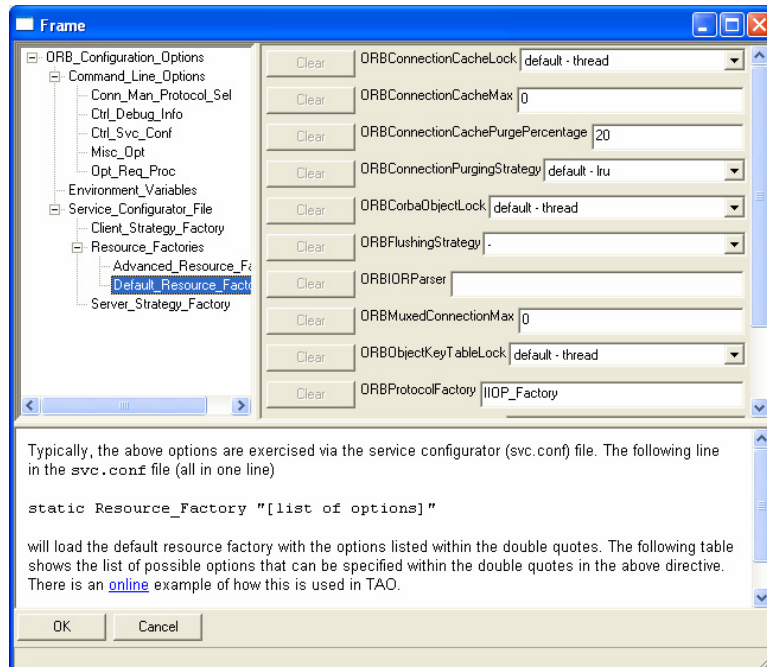 Frame
ORB_Configuration_Options
Command_Line_Options
Conn_Man_Protocol_Sel
Ctrl_Debug_Info
Ctrl_Svc_Conf
Misc_Opt
Opt_Req_Proc
Environment_Variables
Service_Configurator_File
Client_Strategy_Factory
Resource_Factories
Advanced_Resource_Fa
Default_Resource_Facto
Server_Strategy_Factory
Clear ORBConnectionCacheLock default - thread
Clear ORBConnectionCacheMax 0
Clear ORBConnectionCachePurgePercentage 20
Clear ORBConnectionPurgingStrategy default - lru
Clear ORBCorbaObjectLock default - thread
Clear ORBFlushingStrategy -
Clear ORBIORParser
Clear ORBMuxedConnectionMax 0
Clear ORBObjectKeyTableLock default - thread
Clear ORBProtocolFactory IIOP_Factory
Typically, the above options are exercised via the service configurator (svc.conf) file. The following line
in the svc.conf file (all in one line)
static Resource_Factory "[list of options]"
will load the default resource factory with the options listed within the double quotes. The following table
shows the list of possible options that can be specified within the double quotes in the above directive.
There is an online example of how this is used in TAO.
OK Cancel